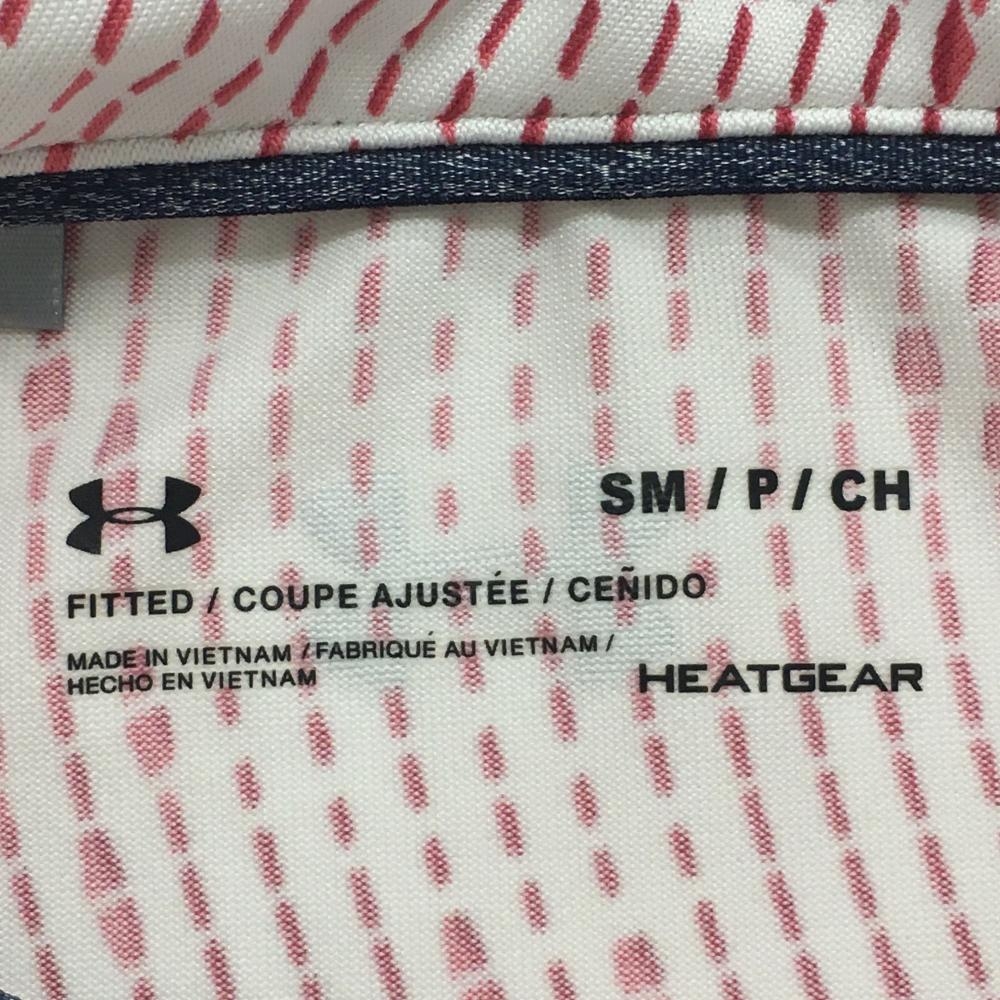 SM / P / CH
FITTED / COUPE AJUSTÉE / CEÑIDO
MADE IN VIETNAM / FABRIQUÉ AU VIETNAM /
HECHO EN VIETNAM
HEATGEAR